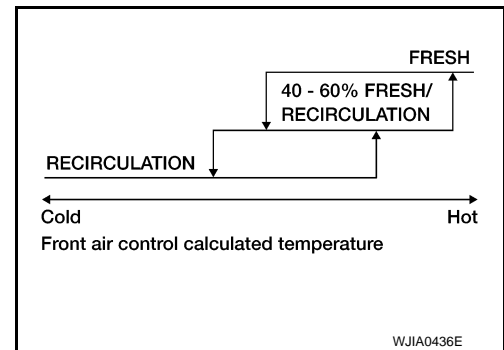 FRESH
40 - 60% FRESH/
RECIRCULATION
RECIRCULATION
Cold Hot
Front air control calculated temperature
WJIA0436E